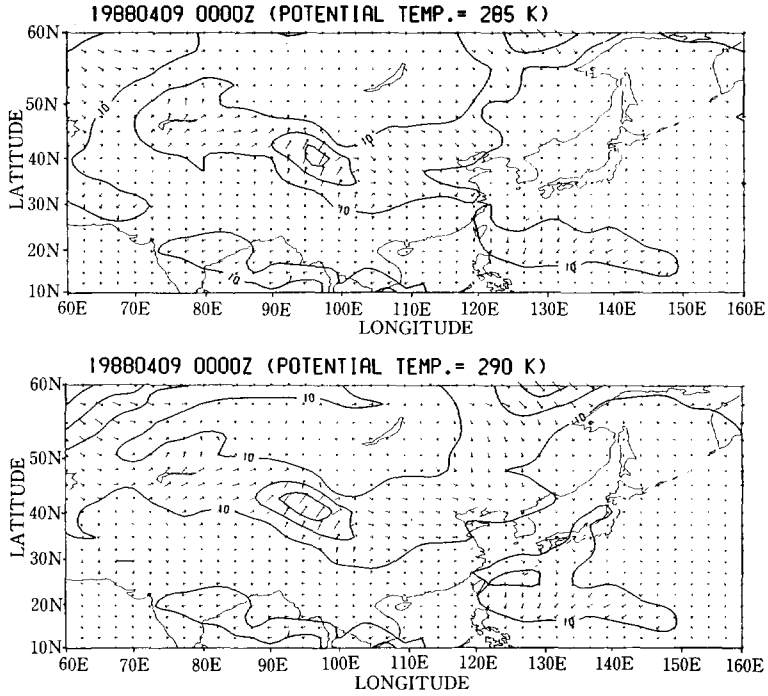 19880409 0000Z (POTENTIAL TEMP.= 285 K)
60N
50N
40N
30N
20N
10N
LATITUDE
10
10
10
10
10
15
60E 70E 80E 90E 100E 110E 120E 130E 140E 150E 160E
LONGITUDE
19880409 0000Z (POTENTIAL TEMP.= 290 K)
60N
50N
40N
30N
20N
10N
LATITUDE
10
10
10
10
10
10
60E 70E 80E 90E 100E 110E 120E 130E 140E 150E 160E
LONGITUDE